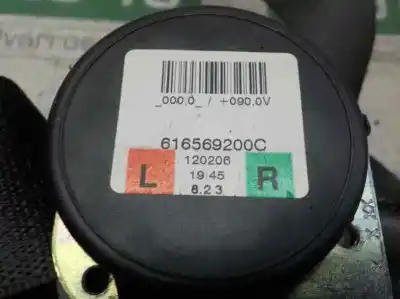 _000,0_ / +090,0V
616569200C
120206
L
19 45
R
8.2 3